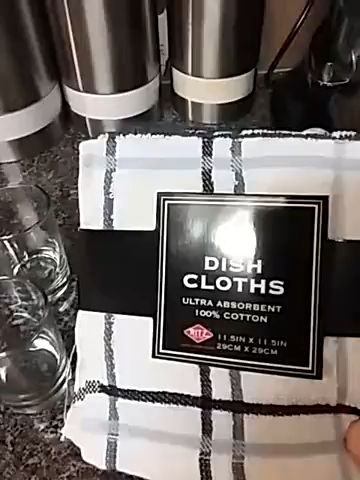 DISH
CLOTHS
ULTRA ABSORBENT
100% COTTON
RITZ
11.5IN X 11.5IN
29CM X 29CM